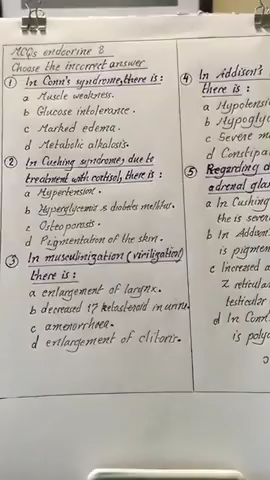 MCQs endocrine 8
Choose the incorrect answer
① In Conn's syndrome, there is :
a Muscle weakness.
b Glucose intolerance.
c Marked edema.
d Metabolic alkalosis.
② In Cushing syndrome, due to
treatment with cortisol, there is :
a Hypertension.
b Hyperglycemia & diabetes mellitus.
c Osteoporosis.
d Pigmentation of the skin.
③ In musculinization (virilization)
there is :
a enlargement of larynx.
b decreased 17 ketosteroid in urine.
c amenorrhea.
d enlargement of clitoris.
④ In Addison's
there is :
a Hypotensi
b Hypogly
c Severe m
d Constipa
⑤ Regarding a
adrenal gla
a In Cushing
the is seve
b In Addison
is pigmen
c Increased a
Z reticula
testicular
d In Conn's
is poly